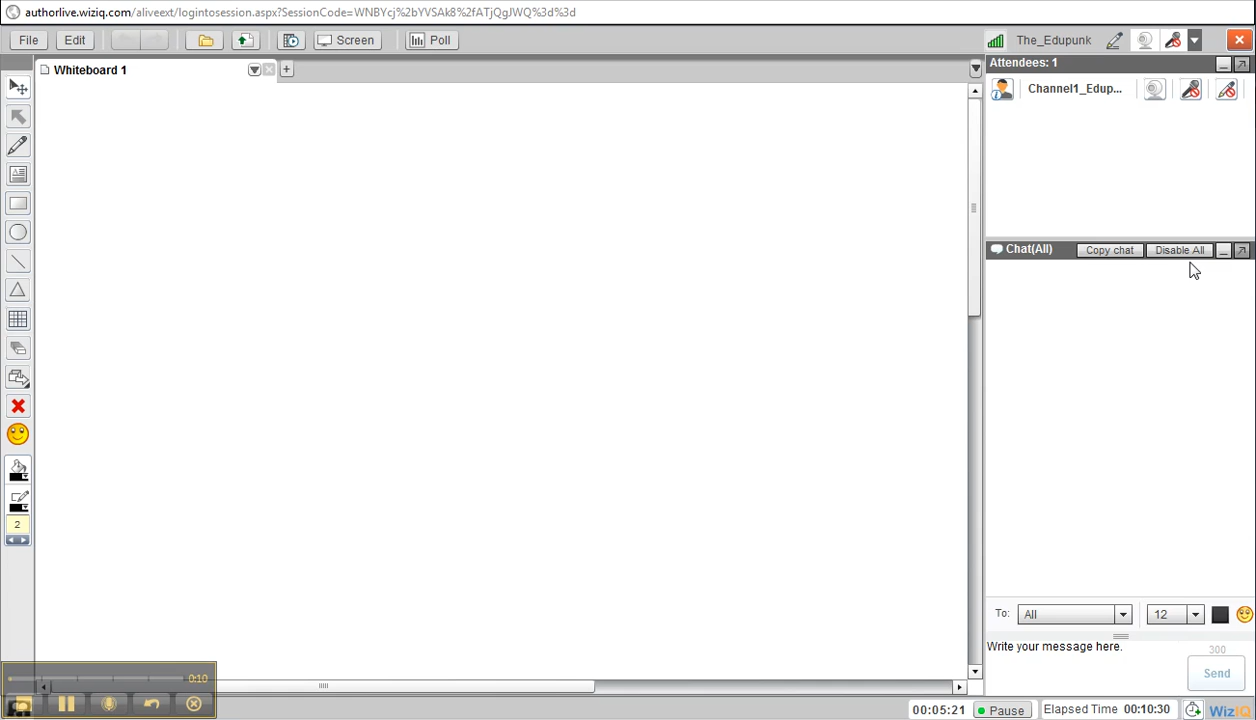 authorlive.wiziq.com/aliveext/logintosession.aspx?SessionCode=WNBYcj%2bYVSAk8%2fATjQgJWQ%3d%3d
File Edit Screen Poll The_Edupunk
Whiteboard 1 +
Attendees: 1
Channel1_Edup...
Chat(All) Copy chat Disable All
2
To: All 12
Write your message here.
300
Send
0:10
00:05:21 Pause Elapsed Time 00:10:30 WizIQ